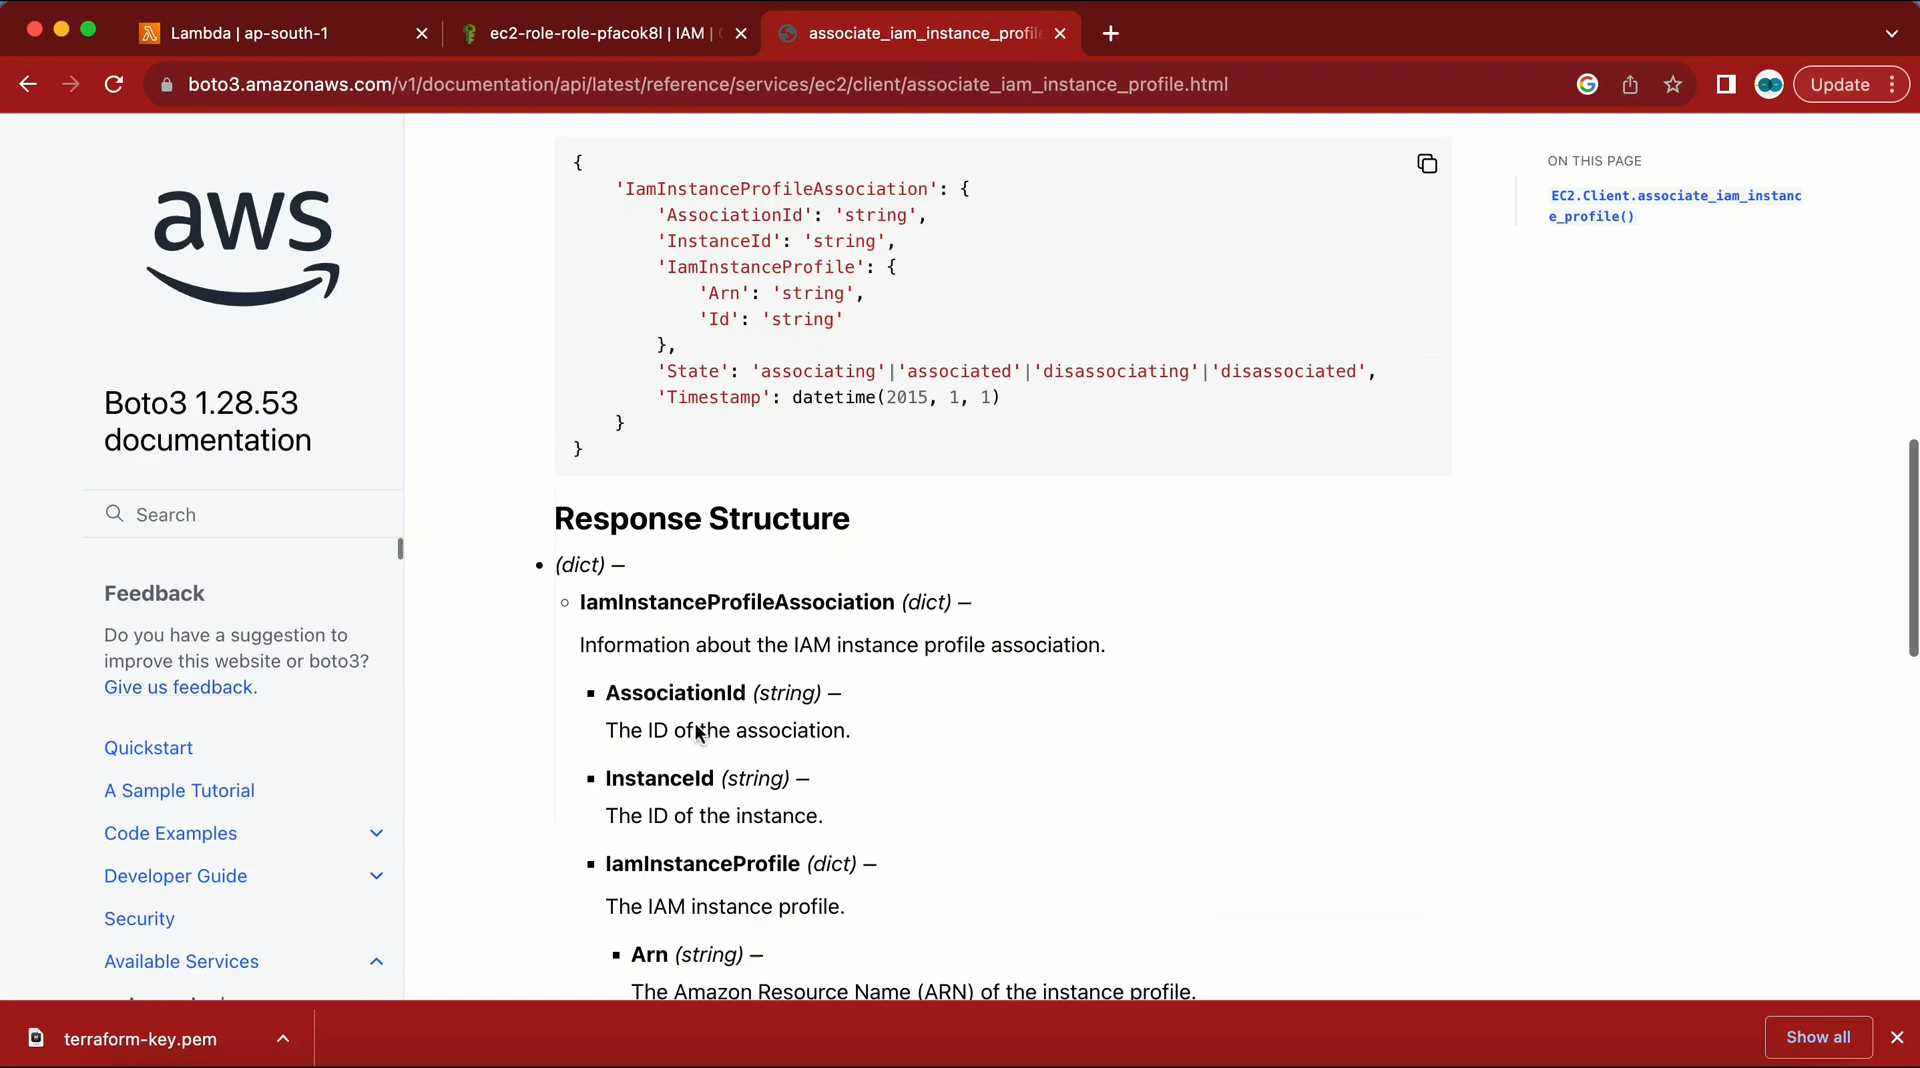 Lambda | ap-south-1
ec2-role-role-pfacok8l | IAM |
associate_iam_instance_profil
boto3.amazonaws.com/v1/documentation/api/latest/reference/services/ec2/client/associate_iam_instance_profile.html
Update
aws
Boto3 1.28.53
documentation
Search
Feedback
Do you have a suggestion to
improve this website or boto3?
Give us feedback.
Quickstart
A Sample Tutorial
Code Examples
Developer Guide
Security
Available Services
{
'IamInstanceProfileAssociation': {
'AssociationId': 'string',
'InstanceId': 'string',
'IamInstanceProfile': {
'Arn': 'string',
'Id': 'string'
},
'State': 'associating'|'associated'|'disassociating'|'disassociated',
'Timestamp': datetime(2015, 1, 1)
}
}
Response Structure
• (dict) –
○ IamInstanceProfileAssociation (dict) –
Information about the IAM instance profile association.
▪ AssociationId (string) –
The ID of the association.
▪ InstanceId (string) –
The ID of the instance.
▪ IamInstanceProfile (dict) –
The IAM instance profile.
▪ Arn (string) –
The Amazon Resource Name (ARN) of the instance profile.
ON THIS PAGE
EC2.Client.associate_iam_instanc
e_profile()
terraform-key.pem
Show all